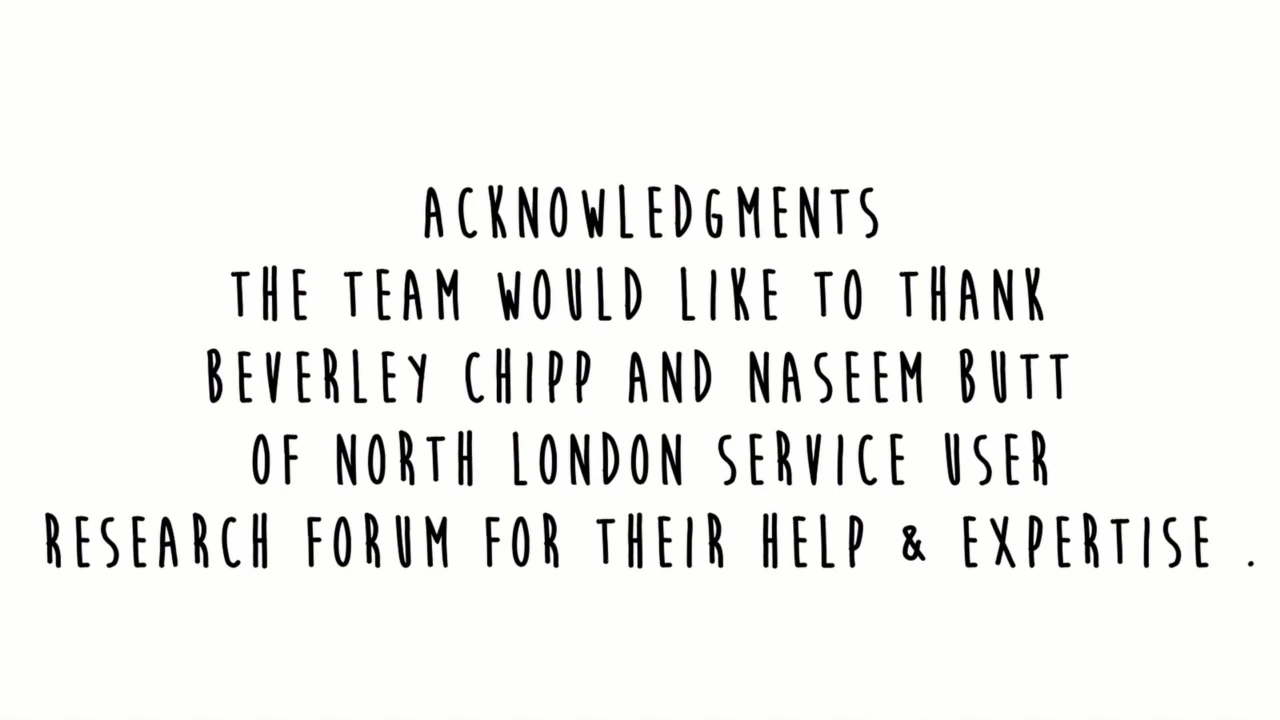 ACKNOWLEDGMENTS
THE TEAM WOULD LIKE TO THANK
BEVERLEY CHIPP AND NASEEM BUTT
OF NORTH LONDON SERVICE USER
RESEARCH FORUM FOR THEIR HELP & EXPERTISE .